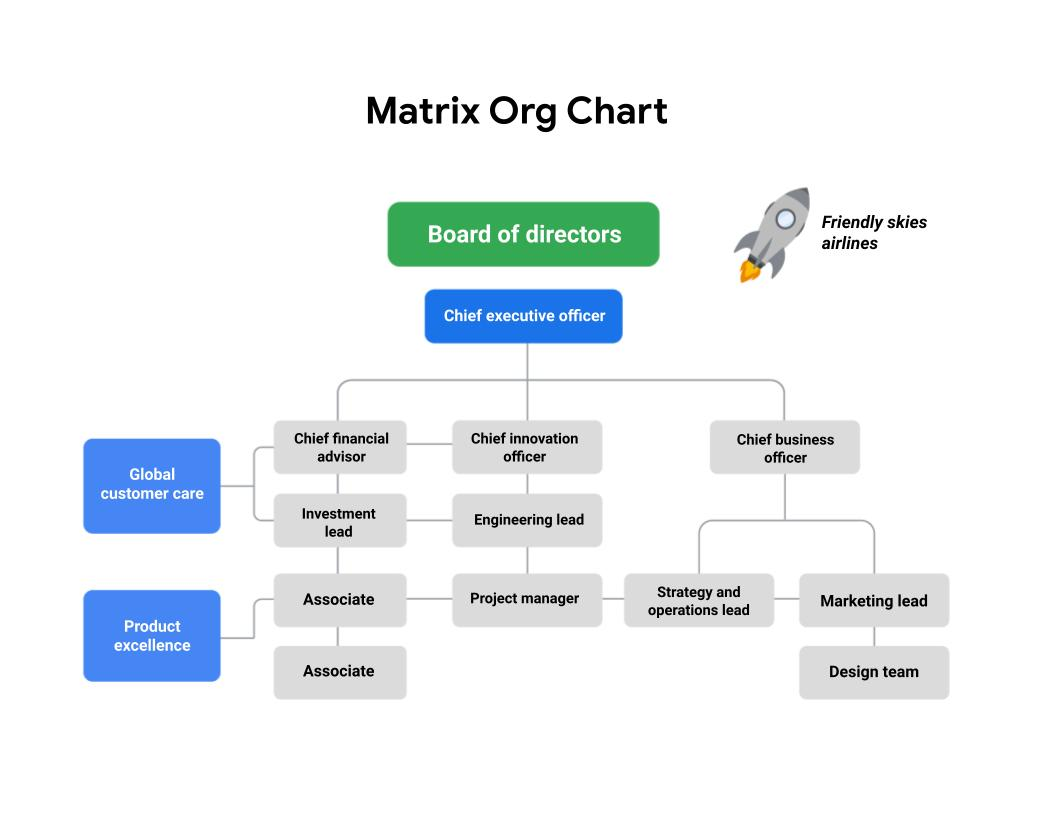 Matrix Org Chart
Board of directors
Friendly skies
airlines
Chief executive officer
Chief financial
advisor
Chief innovation
officer
Chief business
officer
Global
customer care
Investment
lead
Engineering lead
Associate
Project manager
Strategy and
operations lead
Marketing lead
Product
excellence
Associate
Design team